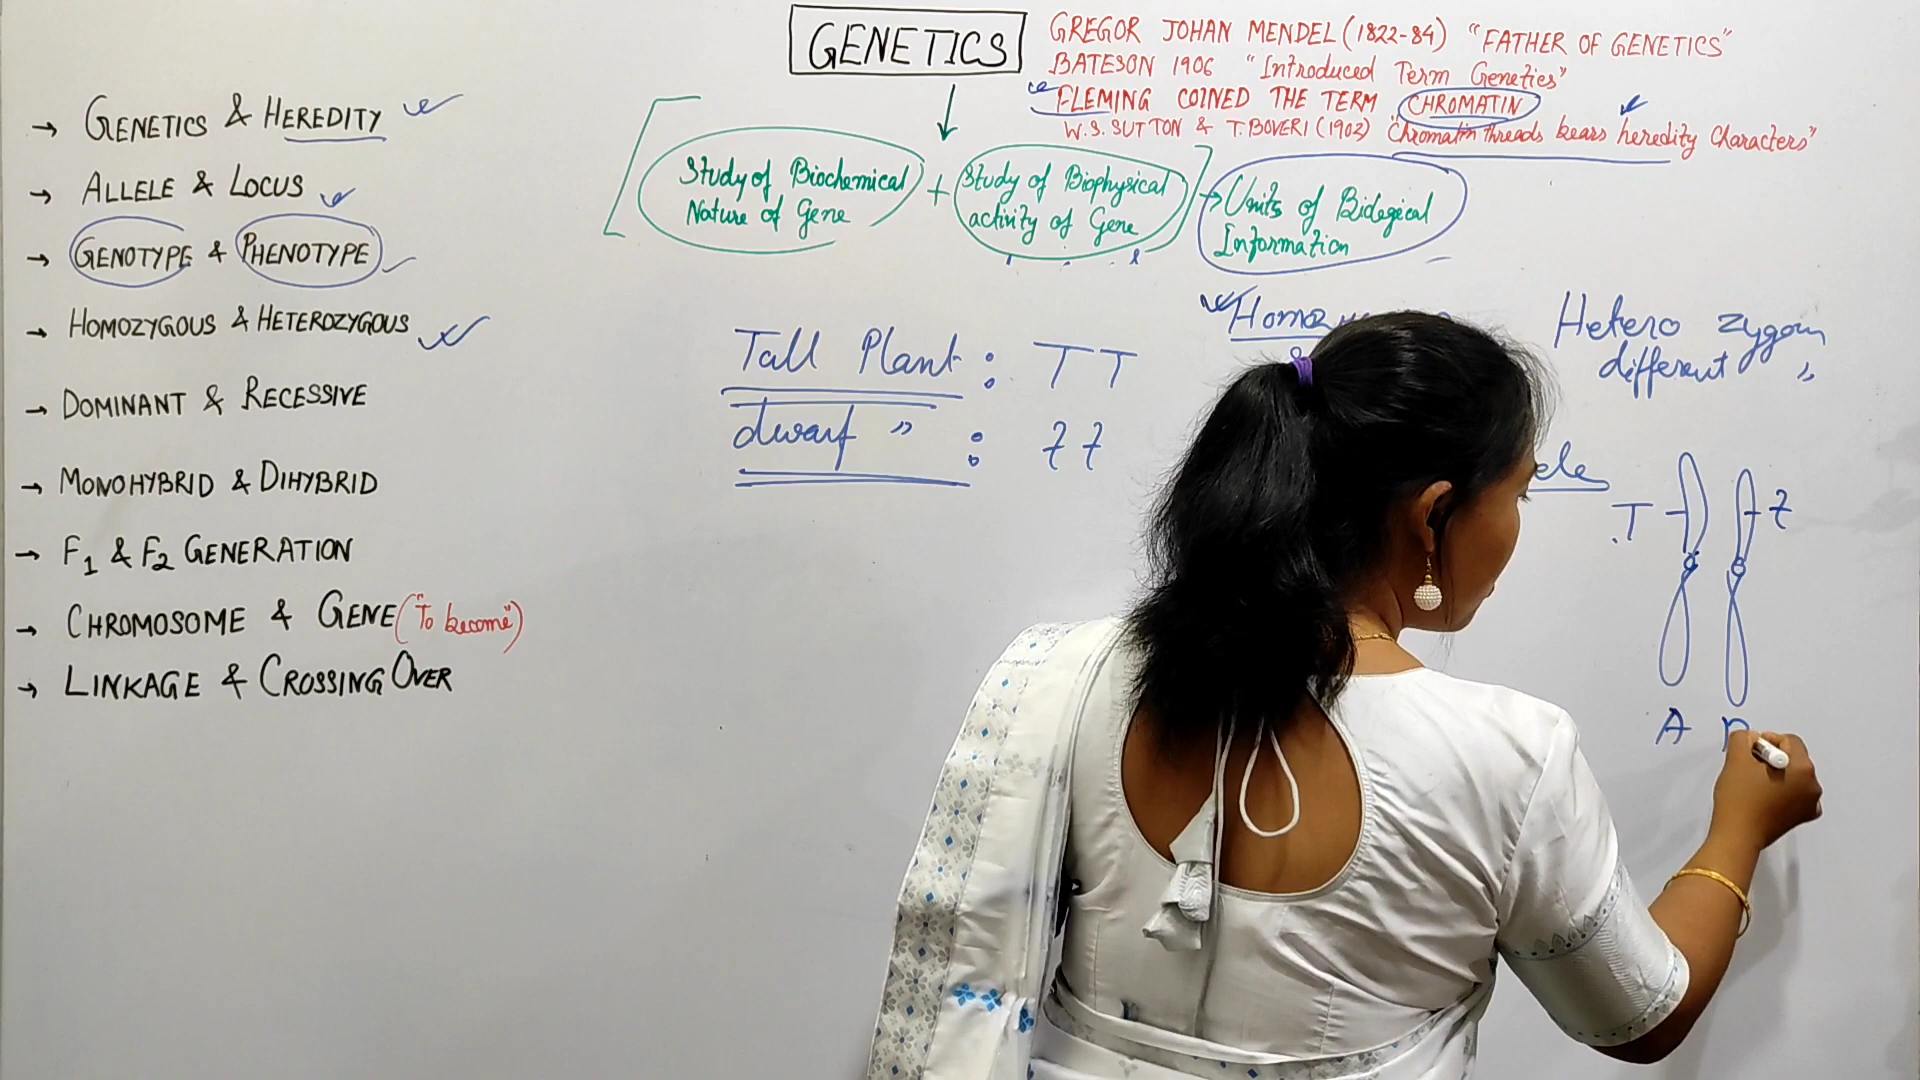 GENETICS
GREGOR JOHAN MENDEL (1822-84) "FATHER OF GENETICS"
BATESON 1906 "Introduced Term Genetics"
FLEMING COINED THE TERM CHROMATIN
W.S. SUTTON & T. BOVERI (1902) "Chromatin threads bears heredity characters"
Study of Biochemical
Nature of Gene
+
Study of Biophysical
activity of Gene
→ Units of Biological
Information
→ GENETICS & HEREDITY
→ ALLELE & LOCUS
→ GENOTYPE & PHENOTYPE
→ HOMOZYGOUS & HETEROZYGOUS
→ DOMINANT & RECESSIVE
→ MONOHYBRID & DIHYBRID
→ F1 & F2 GENERATION
→ CHROMOSOME & GENE ("To become")
→ LINKAGE & CROSSING OVER
Tall Plant : TT
dwarf " : tt
Hetero zygous
different "
T t
A